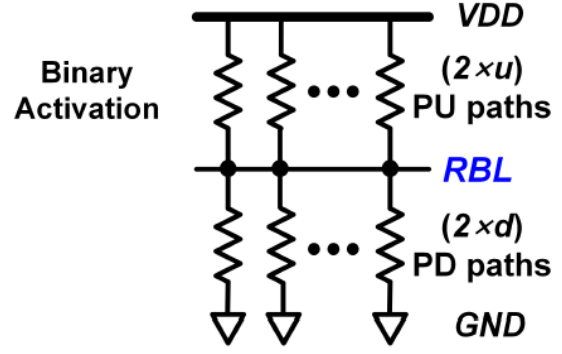 VDD
Binary
Activation
(2×u)
PU paths
RBL
(2×d)
PD paths
GND